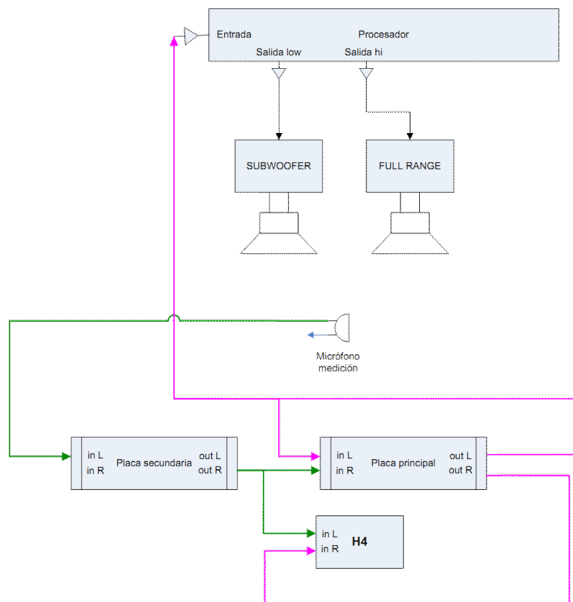 Entrada
Procesador
Salida low
Salida hi
SUBWOOFER
FULL RANGE
Micrófono
medición
in L
out L
Placa secundaria
in R
out R
in L
out L
Placa principal
in R
out R
in L
H4
in R